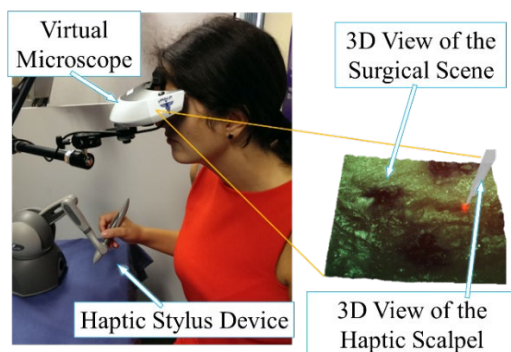 Virtual
Microscope
3D View of the
Surgical Scene
Haptic Stylus Device
3D View of the
Haptic Scalpel